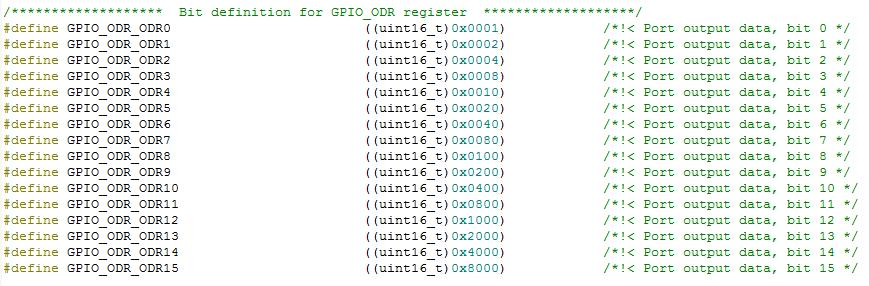 /*******************  Bit definition for GPIO_ODR register  *******************/
#define GPIO_ODR_ODR0                        ((uint16_t)0x0001)            /*!< Port output data, bit 0 */
#define GPIO_ODR_ODR1                        ((uint16_t)0x0002)            /*!< Port output data, bit 1 */
#define GPIO_ODR_ODR2                        ((uint16_t)0x0004)            /*!< Port output data, bit 2 */
#define GPIO_ODR_ODR3                        ((uint16_t)0x0008)            /*!< Port output data, bit 3 */
#define GPIO_ODR_ODR4                        ((uint16_t)0x0010)            /*!< Port output data, bit 4 */
#define GPIO_ODR_ODR5                        ((uint16_t)0x0020)            /*!< Port output data, bit 5 */
#define GPIO_ODR_ODR6                        ((uint16_t)0x0040)            /*!< Port output data, bit 6 */
#define GPIO_ODR_ODR7                        ((uint16_t)0x0080)            /*!< Port output data, bit 7 */
#define GPIO_ODR_ODR8                        ((uint16_t)0x0100)            /*!< Port output data, bit 8 */
#define GPIO_ODR_ODR9                        ((uint16_t)0x0200)            /*!< Port output data, bit 9 */
#define GPIO_ODR_ODR10                       ((uint16_t)0x0400)            /*!< Port output data, bit 10 */
#define GPIO_ODR_ODR11                       ((uint16_t)0x0800)            /*!< Port output data, bit 11 */
#define GPIO_ODR_ODR12                       ((uint16_t)0x1000)            /*!< Port output data, bit 12 */
#define GPIO_ODR_ODR13                       ((uint16_t)0x2000)            /*!< Port output data, bit 13 */
#define GPIO_ODR_ODR14                       ((uint16_t)0x4000)            /*!< Port output data, bit 14 */
#define GPIO_ODR_ODR15                       ((uint16_t)0x8000)            /*!< Port output data, bit 15 */